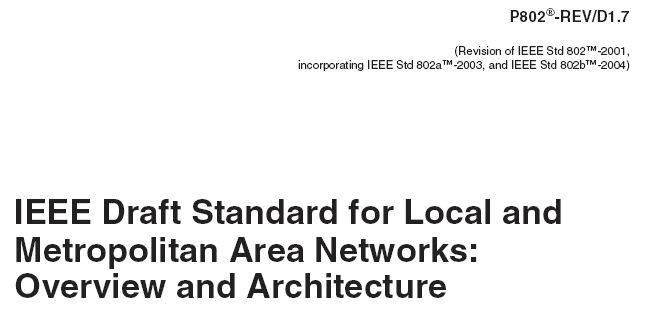 P802®-REV/D1.7
(Revision of IEEE Std 802™-2001,
incorporating IEEE Std 802a™-2003, and IEEE Std 802b™-2004)
IEEE Draft Standard for Local and
Metropolitan Area Networks:
Overview and Architecture